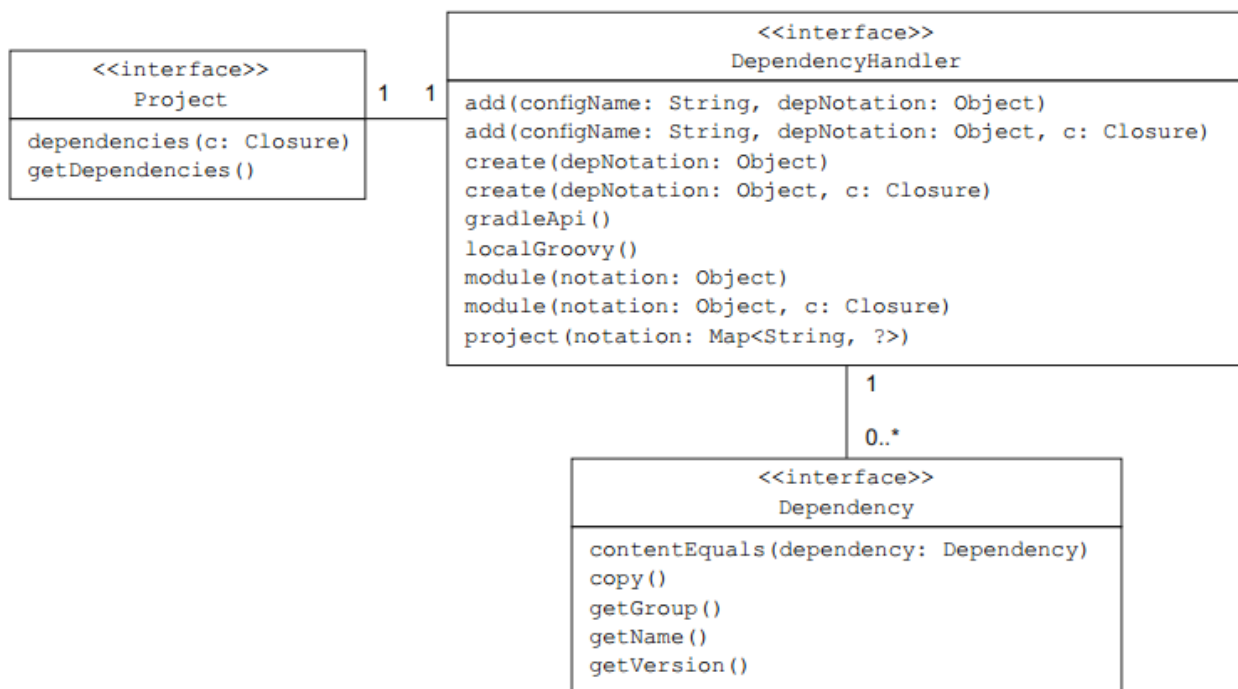 <<interface>>
Project
dependencies(c: Closure)
getDependencies()
1 1
<<interface>>
DependencyHandler
add(configName: String, depNotation: Object)
add(configName: String, depNotation: Object, c: Closure)
create(depNotation: Object)
create(depNotation: Object, c: Closure)
gradleApi()
localGroovy()
module(notation: Object)
module(notation: Object, c: Closure)
project(notation: Map<String, ?>)
1
0..*
<<interface>>
Dependency
contentEquals(dependency: Dependency)
copy()
getGroup()
getName()
getVersion()